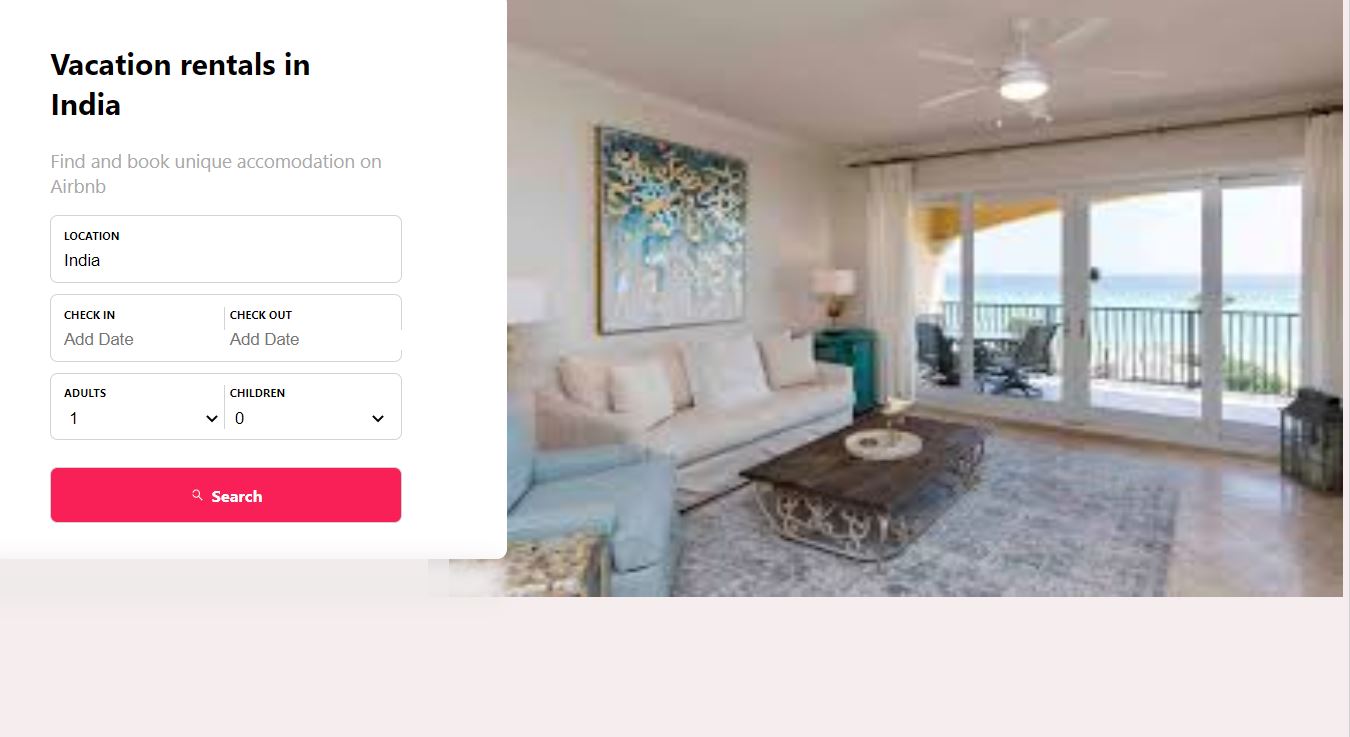 Vacation rentals in
India
Find and book unique accomodation on
Airbnb
LOCATION
India
CHECK IN CHECK OUT
Add Date Add Date
ADULTS CHILDREN
1 0
Search